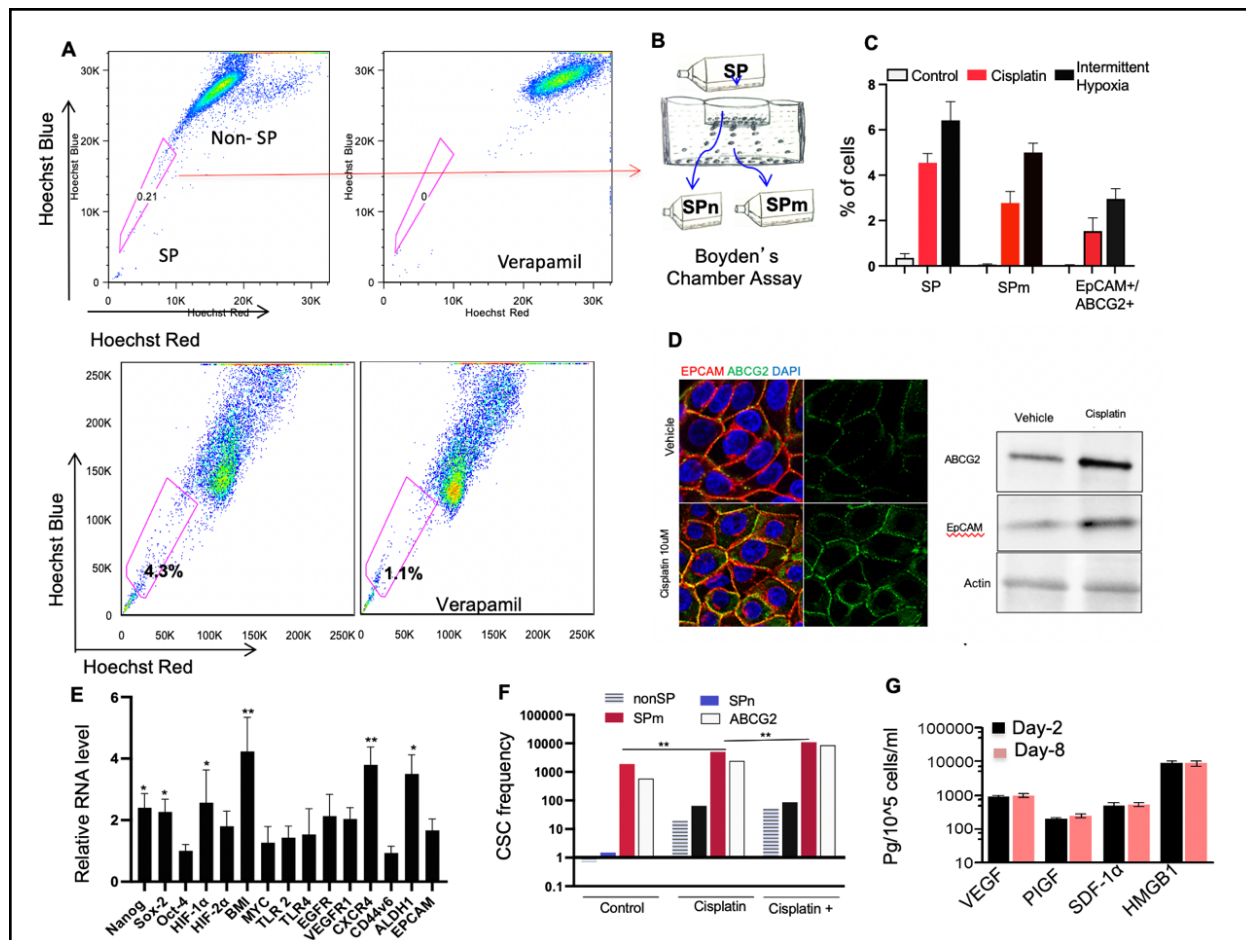 A
30K
20K
10K
0
Hoechst Blue
Hoechst Blue
Non- SP
0.21
SP
0
10K
20K
30K
Hoechst Red
Hoechst Red
30K
20K
10K
0
Hoechst Blue
0
Verapamil
0
10K
20K
30K
Hoechst Red
250K
200K
150K
100K
50K
0
Hoechst Blue
4.3%
0
50K
100K
150K
200K
250K
Hoechst Red
1.1%
Verapamil
0
50K
100K
150K
200K
250K
B
SP
SPn
SPm
Boyden's
Chamber Assay
C
Control
Cisplatin
Intermittent
Hypoxia
% of cells
8
6
4
2
0
SP
SPm
EpCAM+/
ABCG2+
D
EPCAM ABCG2 DAPI
Vehicle
Cisplatin 10uM
Vehicle
Cisplatin
ABCG2
EpCAM
Actin
E
Relative RNA level
6
4
2
0
*
*
*
**
**
*
Nanog
Sox-2
Oct-4
HIF-1α
HIF-2α
BMI
MYC
TLR 2
TLR4
EGFR
VEGFR1
CXCR4
CD44v6
ALDH1
EPCAM
F
nonSP
SPn
SPm
ABCG2
CSC frequency
100000
10000
1000
100
10
1
0.1
**
**
Control
Cisplatin
Cisplatin +
G
Day-2
Day-8
Pg/10^5 cells/ml
100000
10000
1000
100
10
VEGF
PIGF
SDF-1α
HMGB1